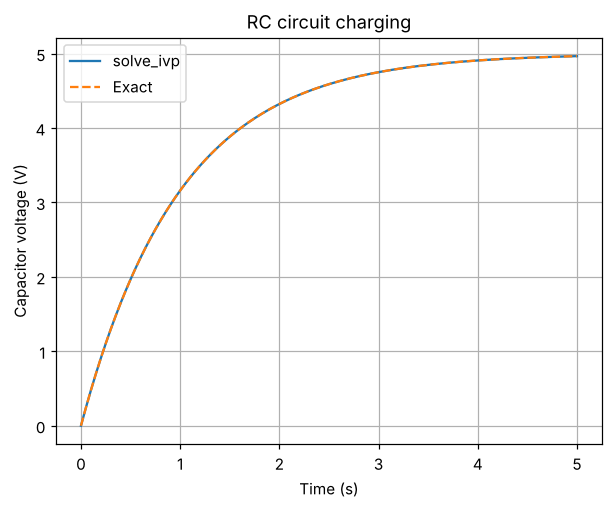 RC circuit charging
solve_ivp
Exact
Capacitor voltage (V)
5
4
3
2
1
0
0 1 2 3 4 5
Time (s)